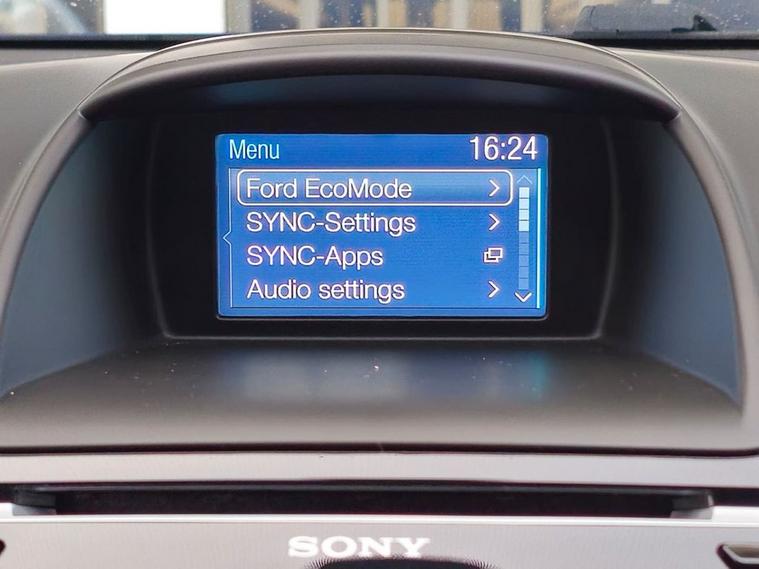 Menu 16:24
Ford EcoMode
SYNC-Settings
SYNC-Apps
Audio settings
SONY